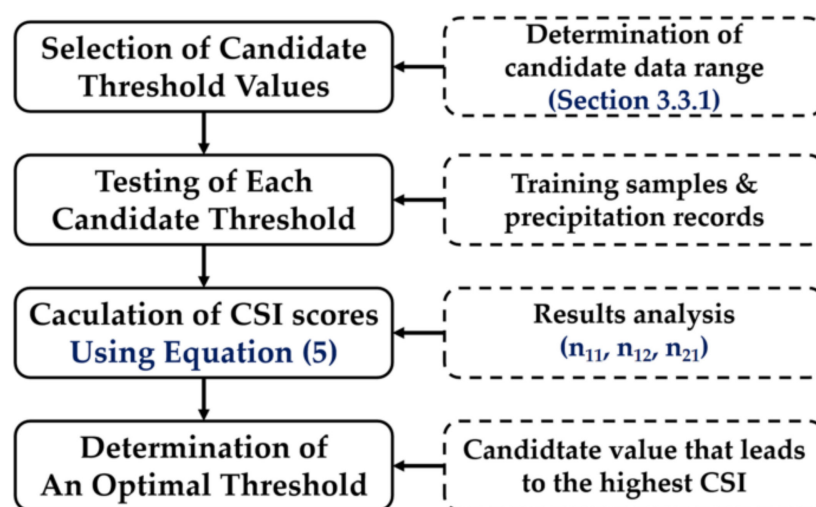 Selection of Candidate
Threshold Values
Determination of
candidate data range
(Section 3.3.1)
Testing of Each
Candidate Threshold
Training samples &
precipitation records
Caculation of CSI scores
Using Equation (5)
Results analysis
(n₁₁, n₁₂, n₂₁)
Determination of
An Optimal Threshold
Candidtate value that leads
to the highest CSI